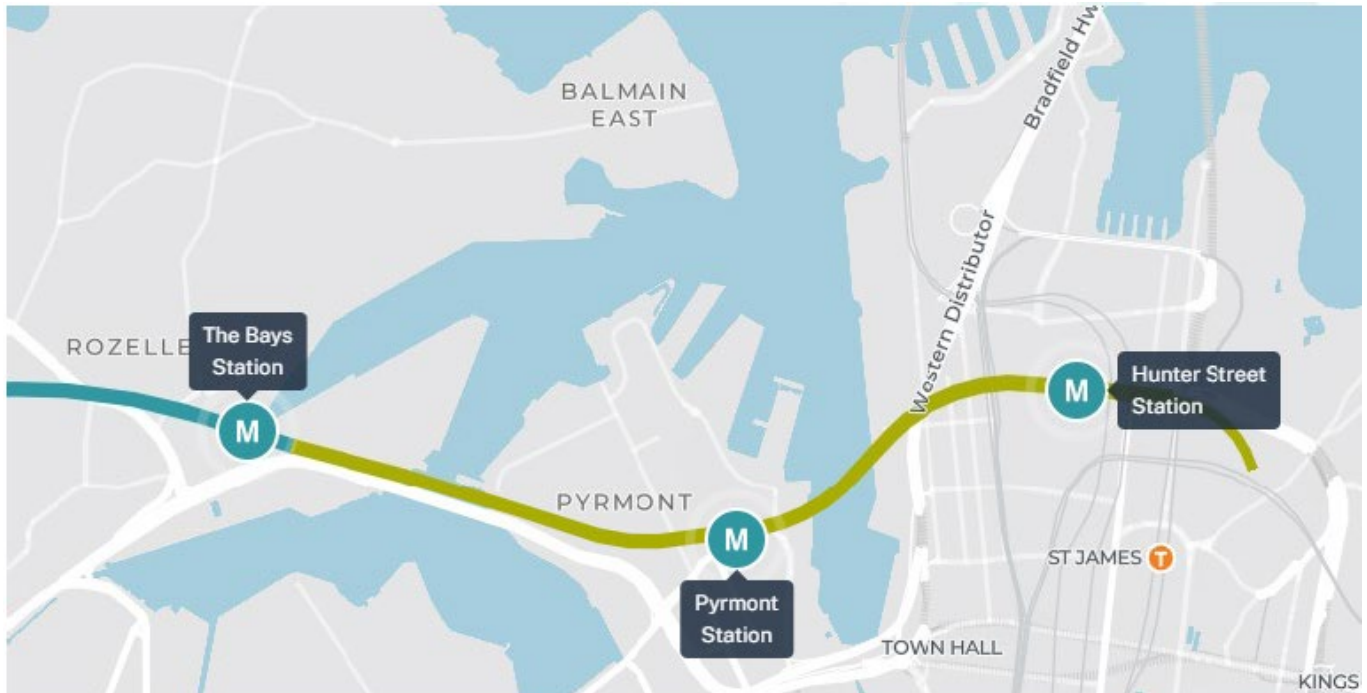 BALMAIN
EAST
Bradfield Hw
Western Distributor
ROZELLE
The Bays
Station
M
M
Hunter Street
Station
PYRMONT
M
Pyrmont
Station
ST JAMES
T
TOWN HALL
KINGS